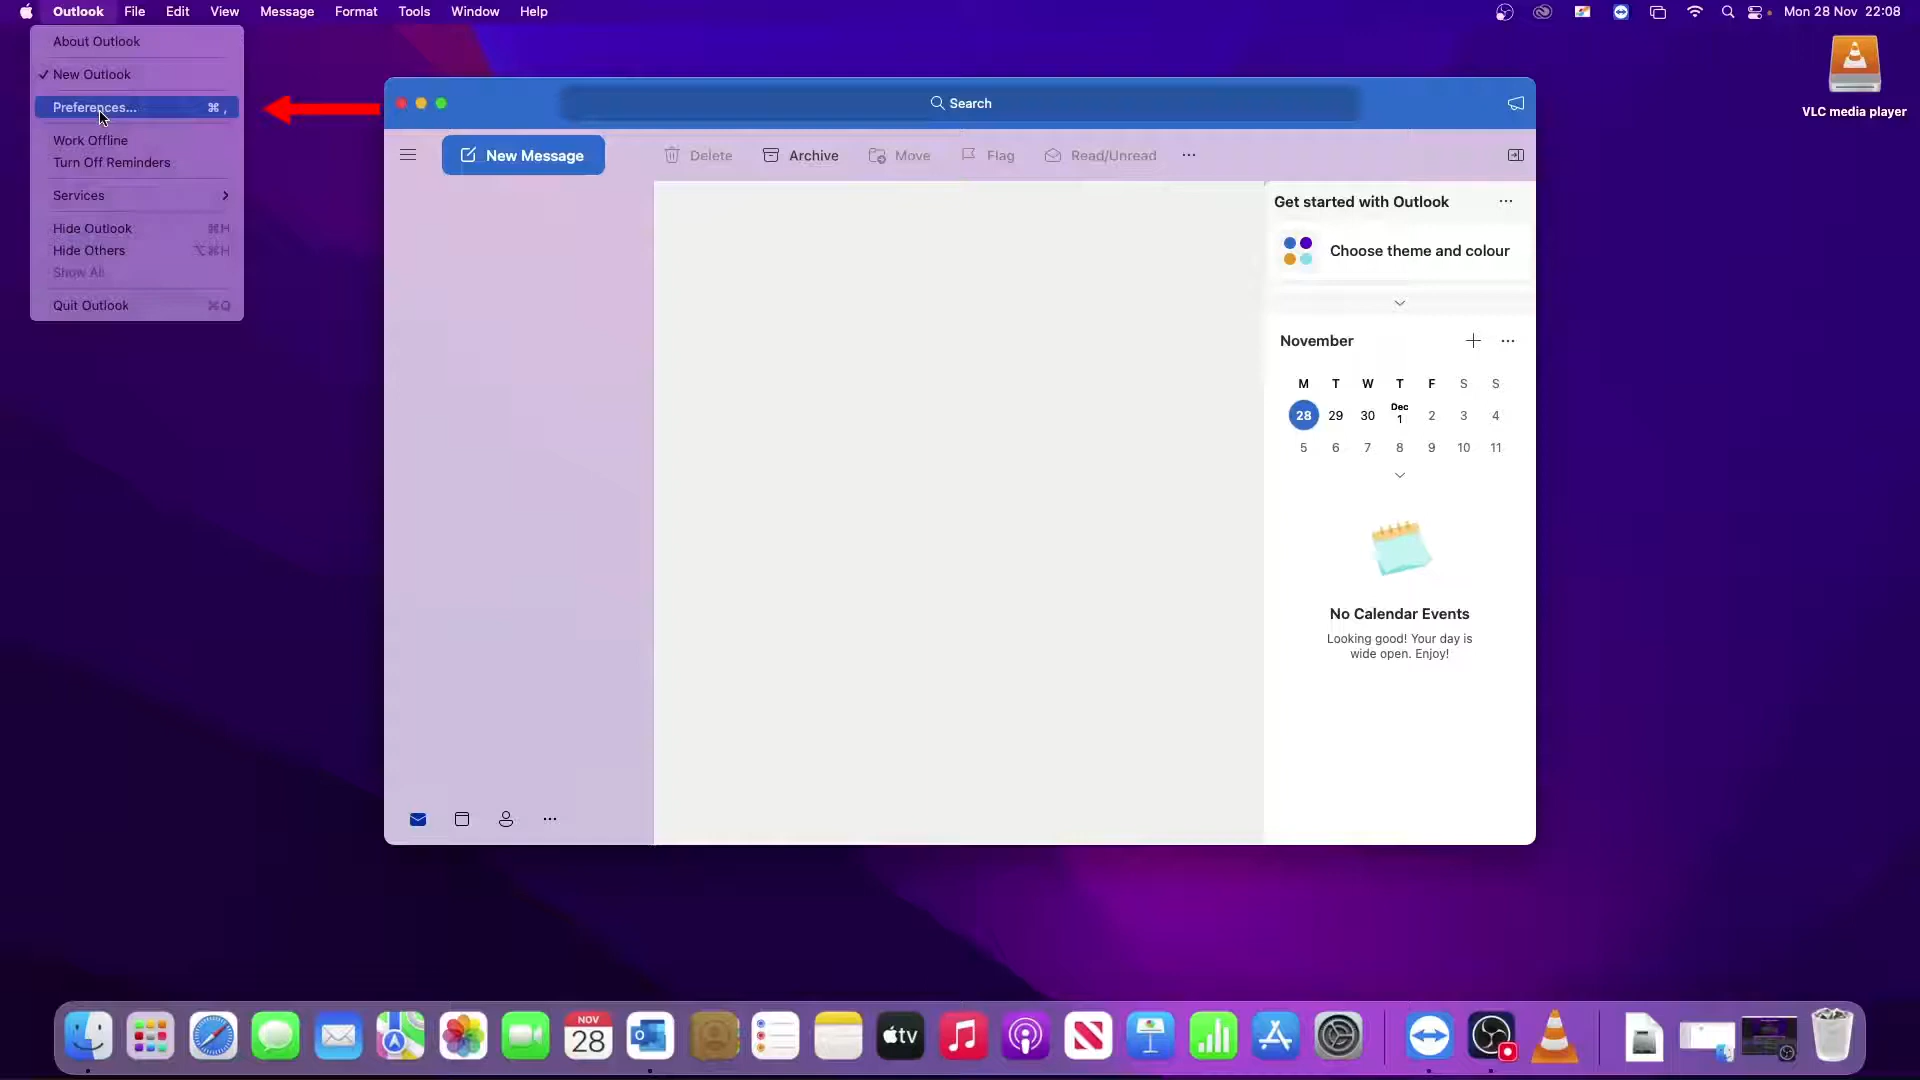 Outlook File Edit View Message Format Tools Window Help Mon 28 Nov 22:08
About Outlook
✓ New Outlook
Preferences... ⌘ ,
Work Offline
Turn Off Reminders
Services >
Hide Outlook ⌘H
Hide Others ⌥⌘H
Show All
Quit Outlook ⌘Q
VLC media player
Search
New Message Delete Archive Move Flag Read/Unread ...
Get started with Outlook ...
Choose theme and colour
November + ...
M T W T F S S
28 29 30 Dec 1 2 3 4
5 6 7 8 9 10 11
No Calendar Events
Looking good! Your day is
wide open. Enjoy!
...
NOV
28
tv